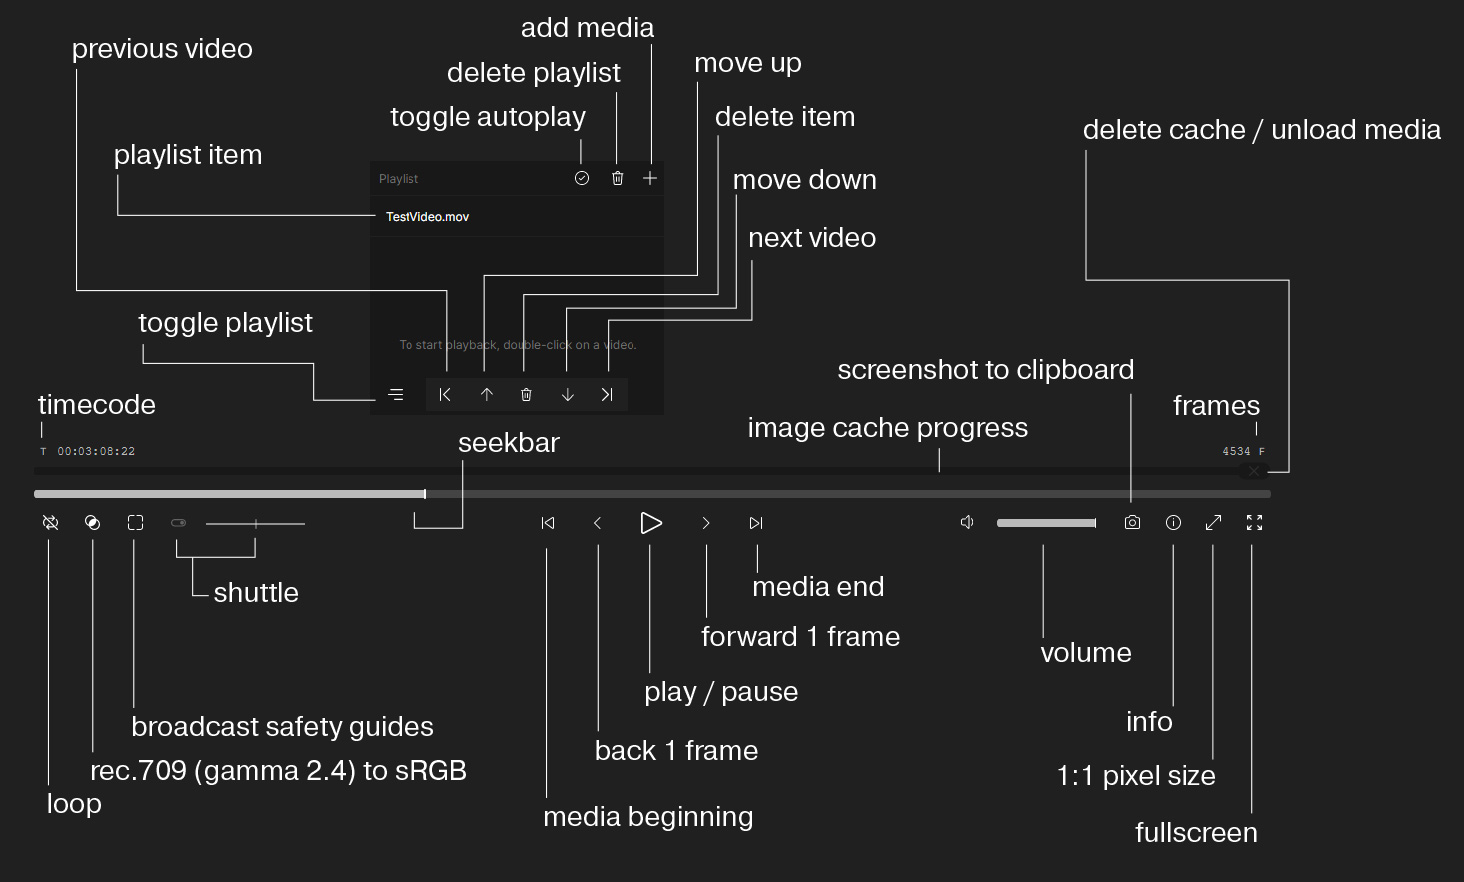 add media
previous video
move up
delete playlist
toggle autoplay
delete item
delete cache / unload media
playlist item
Playlist
move down
TestVideo.mov
next video
toggle playlist
To start playback, double-click on a video.
screenshot to clipboard
timecode
frames
image cache progress
seekbar
T 00:03:08:22
4534 F
shuttle
media end
forward 1 frame
volume
play / pause
info
broadcast safety guides
back 1 frame
rec.709 (gamma 2.4) to sRGB
1:1 pixel size
loop
media beginning
fullscreen